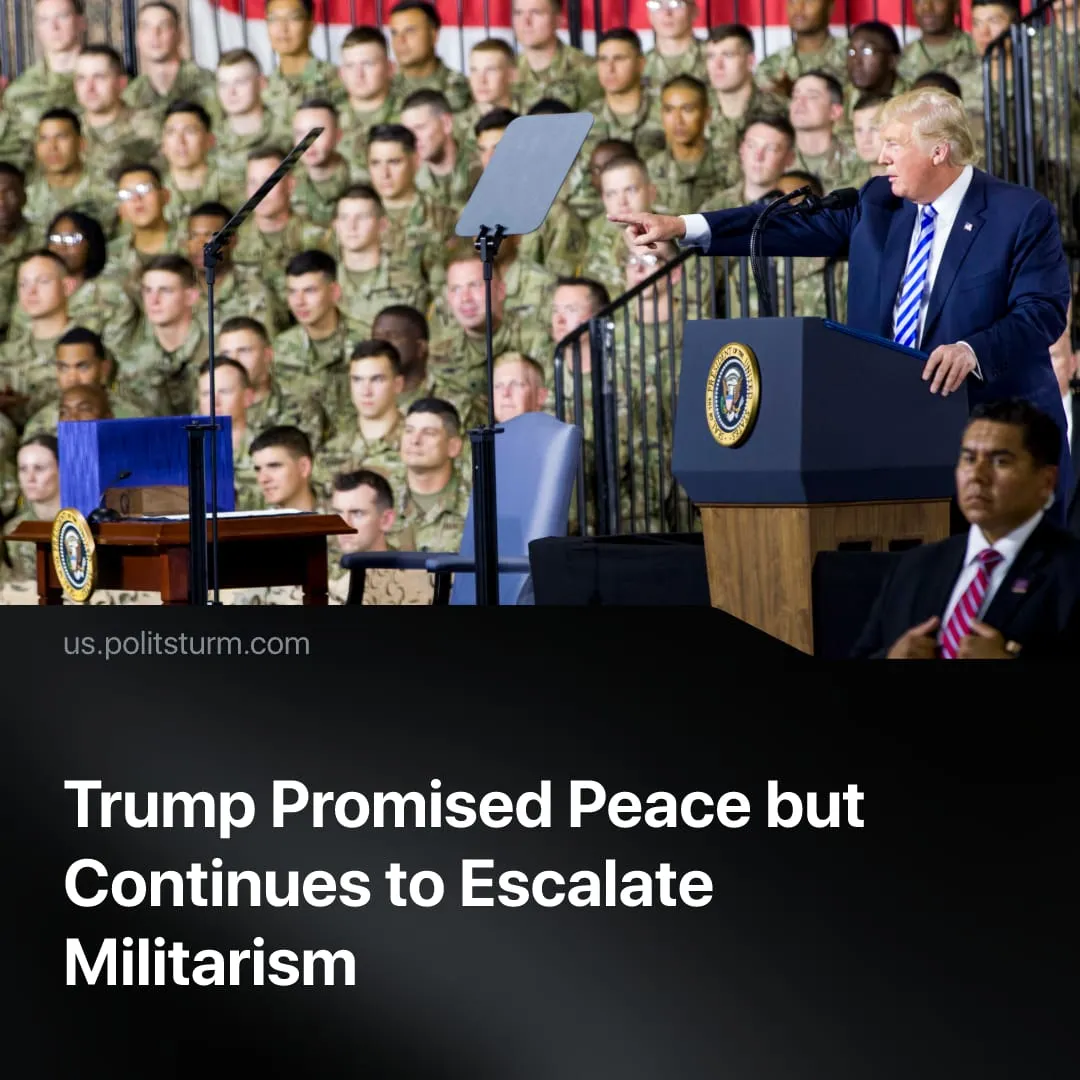 us.politsturm.com
Trump Promised Peace but
Continues to Escalate
Militarism